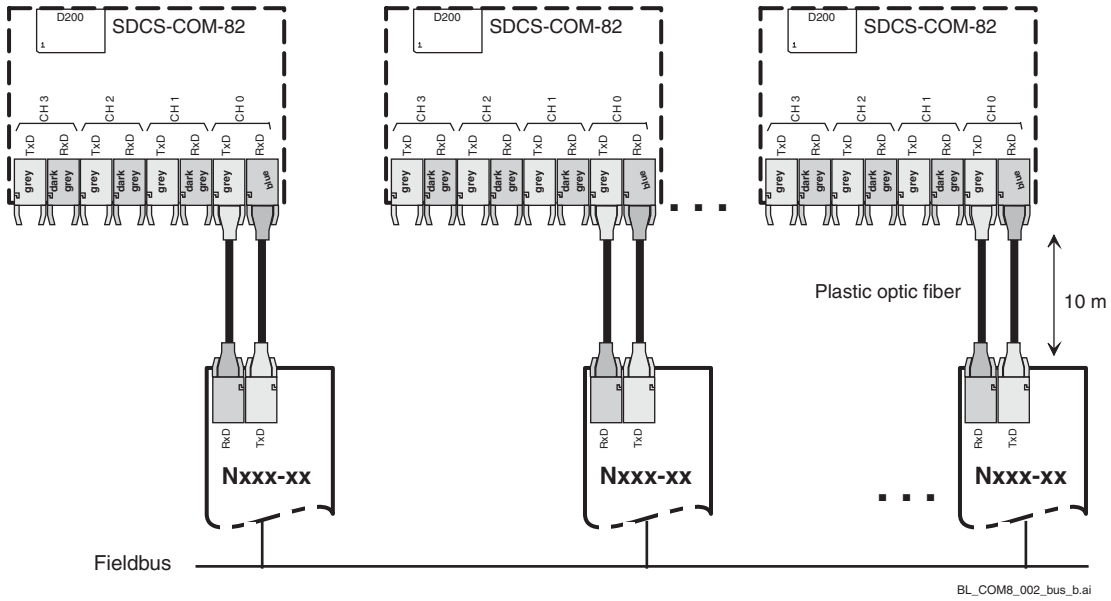 D200
1
SDCS-COM-82
CH 3
CH 2
CH 1
CH 0
TxD
RxD
TxD
RxD
TxD
RxD
TxD
RxD
grey
dark grey
grey
dark grey
grey
dark grey
grey
blue
D200
1
SDCS-COM-82
CH 3
CH 2
CH 1
CH 0
TxD
RxD
TxD
RxD
TxD
RxD
TxD
RxD
grey
dark grey
grey
dark grey
grey
dark grey
grey
blue
. . .
D200
1
SDCS-COM-82
CH 3
CH 2
CH 1
CH 0
TxD
RxD
TxD
RxD
TxD
RxD
TxD
RxD
grey
dark grey
grey
dark grey
grey
dark grey
grey
blue
Plastic optic fiber
10 m
RxD
TxD
Nxxx-xx
RxD
TxD
Nxxx-xx
. . .
RxD
TxD
Nxxx-xx
Fieldbus
BL_COM8_002_bus_b.ai